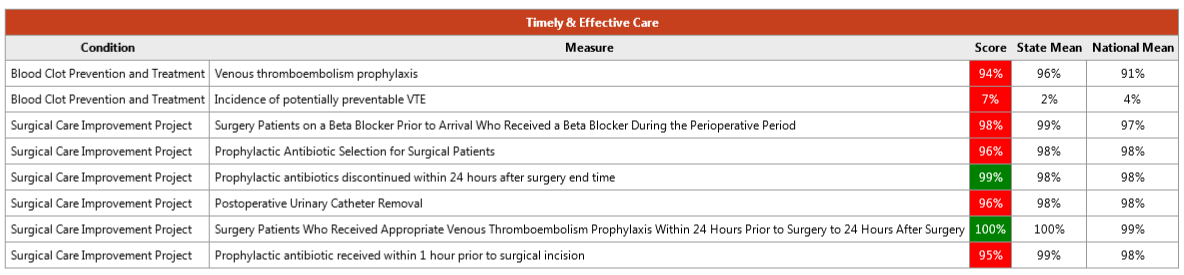 Timely & Effective Care
Condition Measure Score State Mean National Mean
Blood Clot Prevention and Treatment Venous thromboembolism prophylaxis 94% 96% 91%
Blood Clot Prevention and Treatment Incidence of potentially preventable VTE 7% 2% 4%
Surgical Care Improvement Project Surgery Patients on a Beta Blocker Prior to Arrival Who Received a Beta Blocker During the Perioperative Period 98% 99% 97%
Surgical Care Improvement Project Prophylactic Antibiotic Selection for Surgical Patients 96% 98% 98%
Surgical Care Improvement Project Prophylactic antibiotics discontinued within 24 hours after surgery end time 99% 98% 98%
Surgical Care Improvement Project Postoperative Urinary Catheter Removal 96% 98% 98%
Surgical Care Improvement Project Surgery Patients Who Received Appropriate Venous Thromboembolism Prophylaxis Within 24 Hours Prior to Surgery to 24 Hours After Surgery 100% 100% 99%
Surgical Care Improvement Project Prophylactic antibiotic received within 1 hour prior to surgical incision 95% 99% 98%